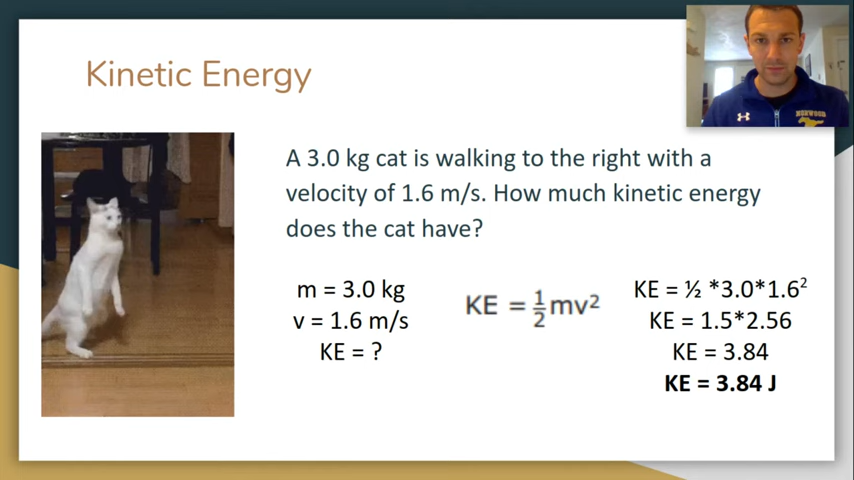 Kinetic Energy
NORWOOD
A 3.0 kg cat is walking to the right with a
velocity of 1.6 m/s. How much kinetic energy
does the cat have?
m = 3.0 kg
v = 1.6 m/s
KE = ?
KE = ½mv²
KE = ½ *3.0*1.6²
KE = 1.5*2.56
KE = 3.84
KE = 3.84 J